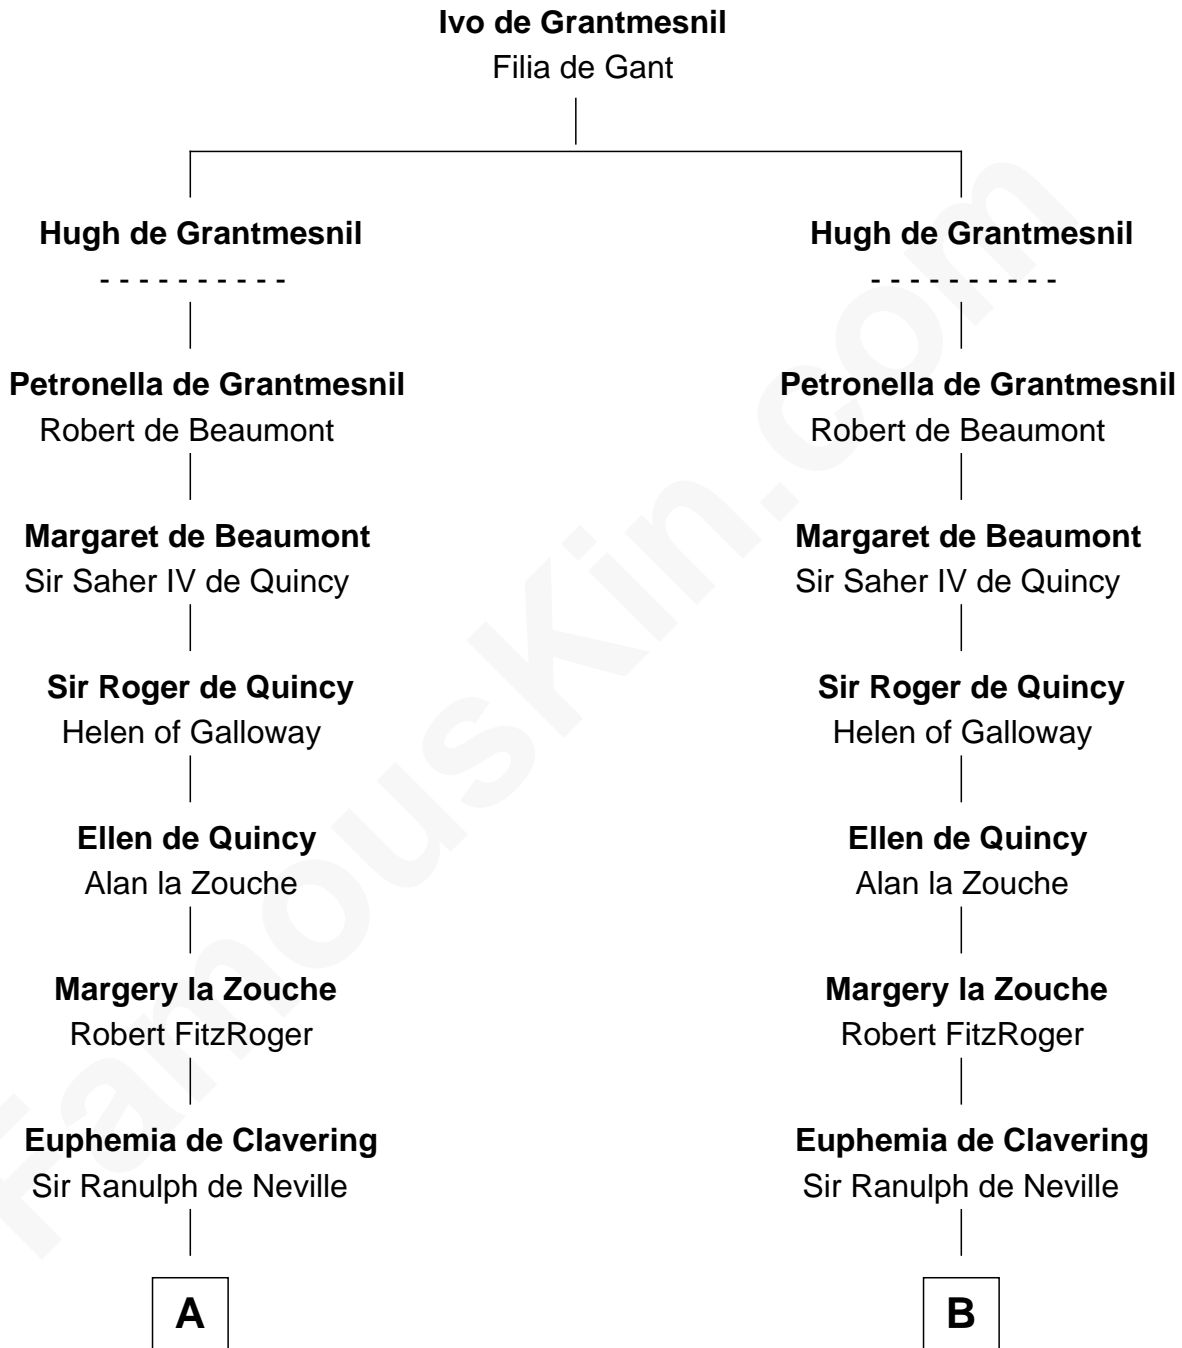 Ivo de Grantmesnil
Filia de Gant
Hugh de Grantmesnil
- - - - - - - - - -
Petronella de Grantmesnil
Robert de Beaumont
Margaret de Beaumont
Sir Saher IV de Quincy
Sir Roger de Quincy
Helen of Galloway
Ellen de Quincy
Alan la Zouche
Margery la Zouche
Robert FitzRoger
Euphemia de Clavering
Sir Ranulph de Neville
A
Hugh de Grantmesnil
- - - - - - - - - -
Petronella de Grantmesnil
Robert de Beaumont
Margaret de Beaumont
Sir Saher IV de Quincy
Sir Roger de Quincy
Helen of Galloway
Ellen de Quincy
Alan la Zouche
Margery la Zouche
Robert FitzRoger
Euphemia de Clavering
Sir Ranulph de Neville
B
FamousKin.com